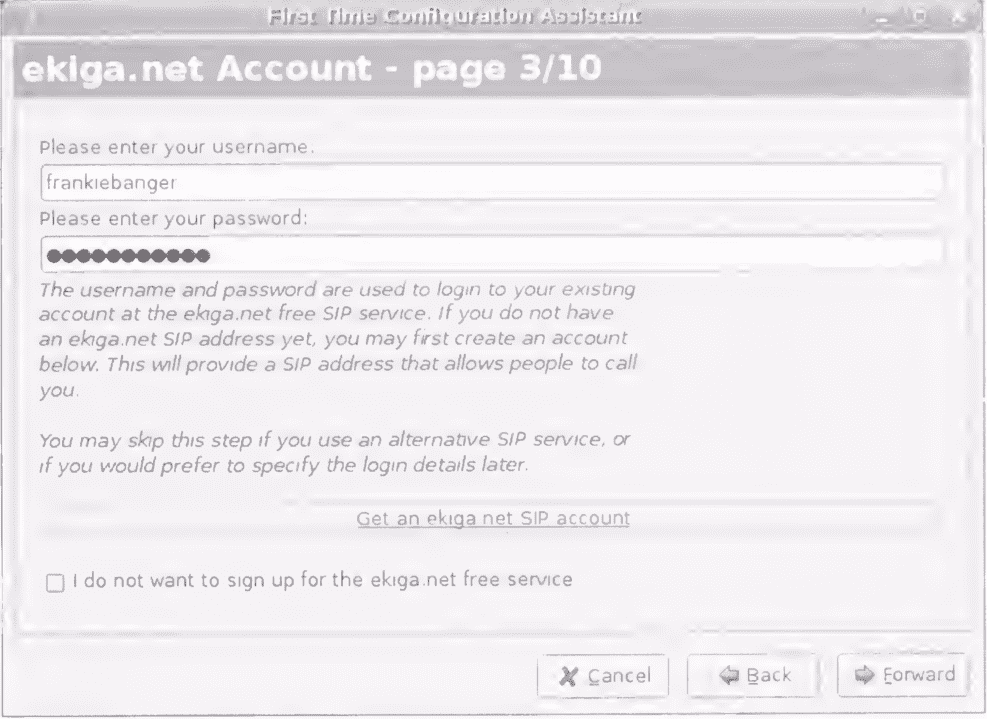 First Time Configuration Assistant
ekiga.net Account - page 3/10
Please enter your username.
frankiebanger
Please enter your password:
●●●●●●●●●●●
The username and password are used to login to your existing
account at the ekiga.net free SIP service. If you do not have
an ekiga.net SIP address yet, you may first create an account
below. This will provide a SIP address that allows people to call
you.
You may skip this step if you use an alternative SIP service, or
if you would prefer to specify the login details later.
Get an ekiga net SIP account
I do not want to sign up for the ekiga.net free service
Cancel
Back
Forward